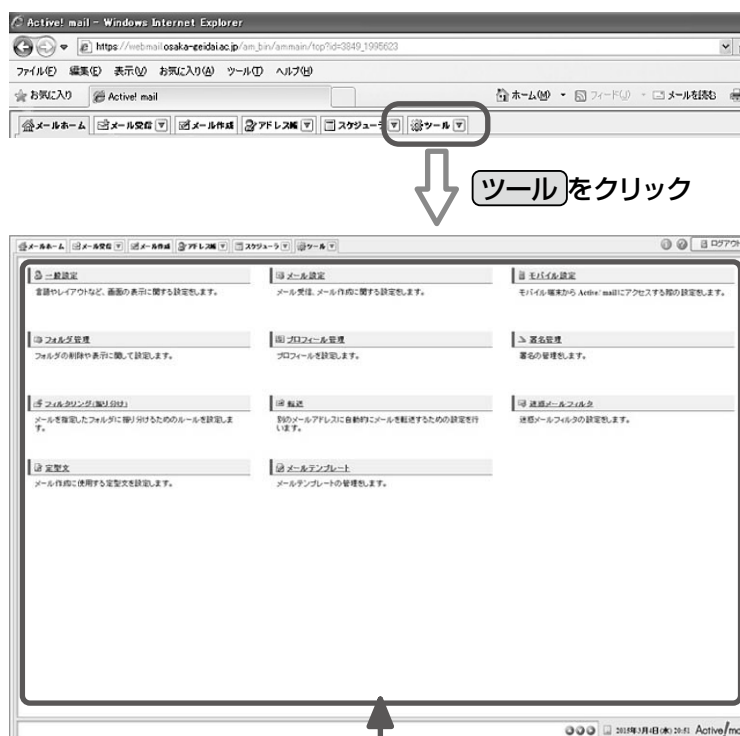 Active! mail - Windows Internet Explorer
https://webmail.osaka-geidai.ac.jp/am_bin/ammain/top?id=3849_1995623
ファイル(F) 編集(E) 表示(V) お気に入り(A) ツール(T) ヘルプ(H)
お気に入り Active! mail ホーム(M) フィード(J) メールを読む
メールホーム メール受信 メール作成 アドレス帳 スケジューラ ツール
ツール をクリック
メールホーム メール受信 メール作成 アドレス帳 スケジューラ ツール ログアウト
一般設定 メール設定 モバイル設定
言語やレイアウトなど、画面の表示に関する設定をします。 メール受信、メール作成に関する設定をします。 モバイル端末から Active! mailにアクセスする際の設定をします。
フォルダ管理 プロフィール管理 署名管理
フォルダの削除や表示に関して設定します。 プロフィールを設定します。 署名の管理をします。
フィルタリング(振り分け) 転送 迷惑メールフィルタ
メールを指定したフォルダに振り分けるためのルールを設定しま 別のメールアドレスに自動的にメールを転送するための設定を行 迷惑メールフィルタの設定をします。
す。 います。
定型文 メールテンプレート
メール作成に使用する定型文を設定します。 メールテンプレートの管理をします。
2015年3月4日(水) 20:51 Active! ma